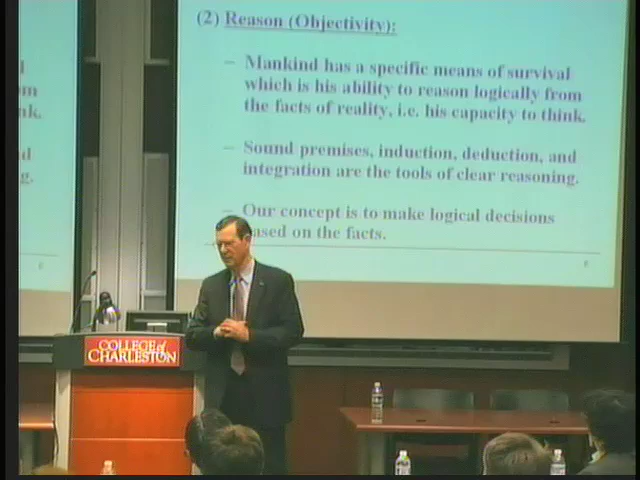 (2) Reason (Objectivity):
– Mankind has a specific means of survival
which is his ability to reason logically from
the facts of reality, i.e. his capacity to think.
– Sound premises, induction, deduction, and
integration are the tools of clear reasoning.
– Our concept is to make logical decisions
based on the facts.
nk.
g.
COLLEGE of
CHARLESTON